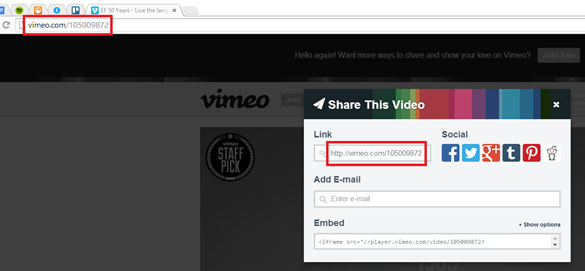 EF 50 Years - Live the lang
vimeo.com/105009872
Hello again! Want more ways to share and show your love on Vimeo?
Join free
vimeo
Join
vimeo
STAFF
PICK
Share This Video
Link
Social
http://vimeo.com/105009872
Add E-mail
Enter e-mail
Embed
Show options
<iframe src="//player.vimeo.com/video/105009872?